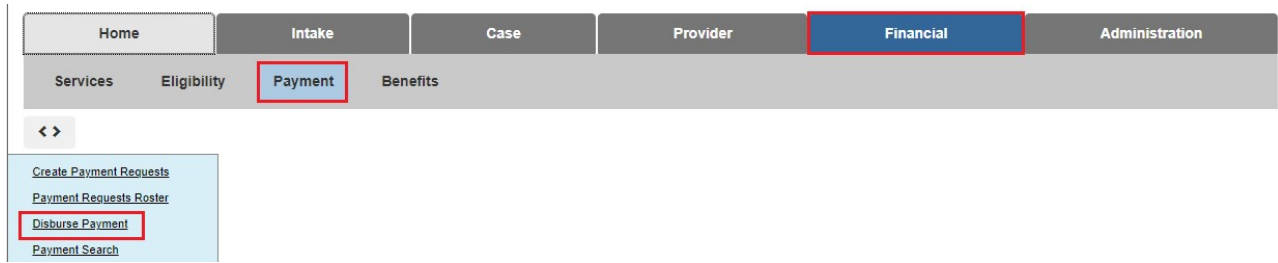 Home Intake Case Provider Financial Administration
Services Eligibility Payment Benefits
Create Payment Requests
Payment Requests Roster
Disburse Payment
Payment Search